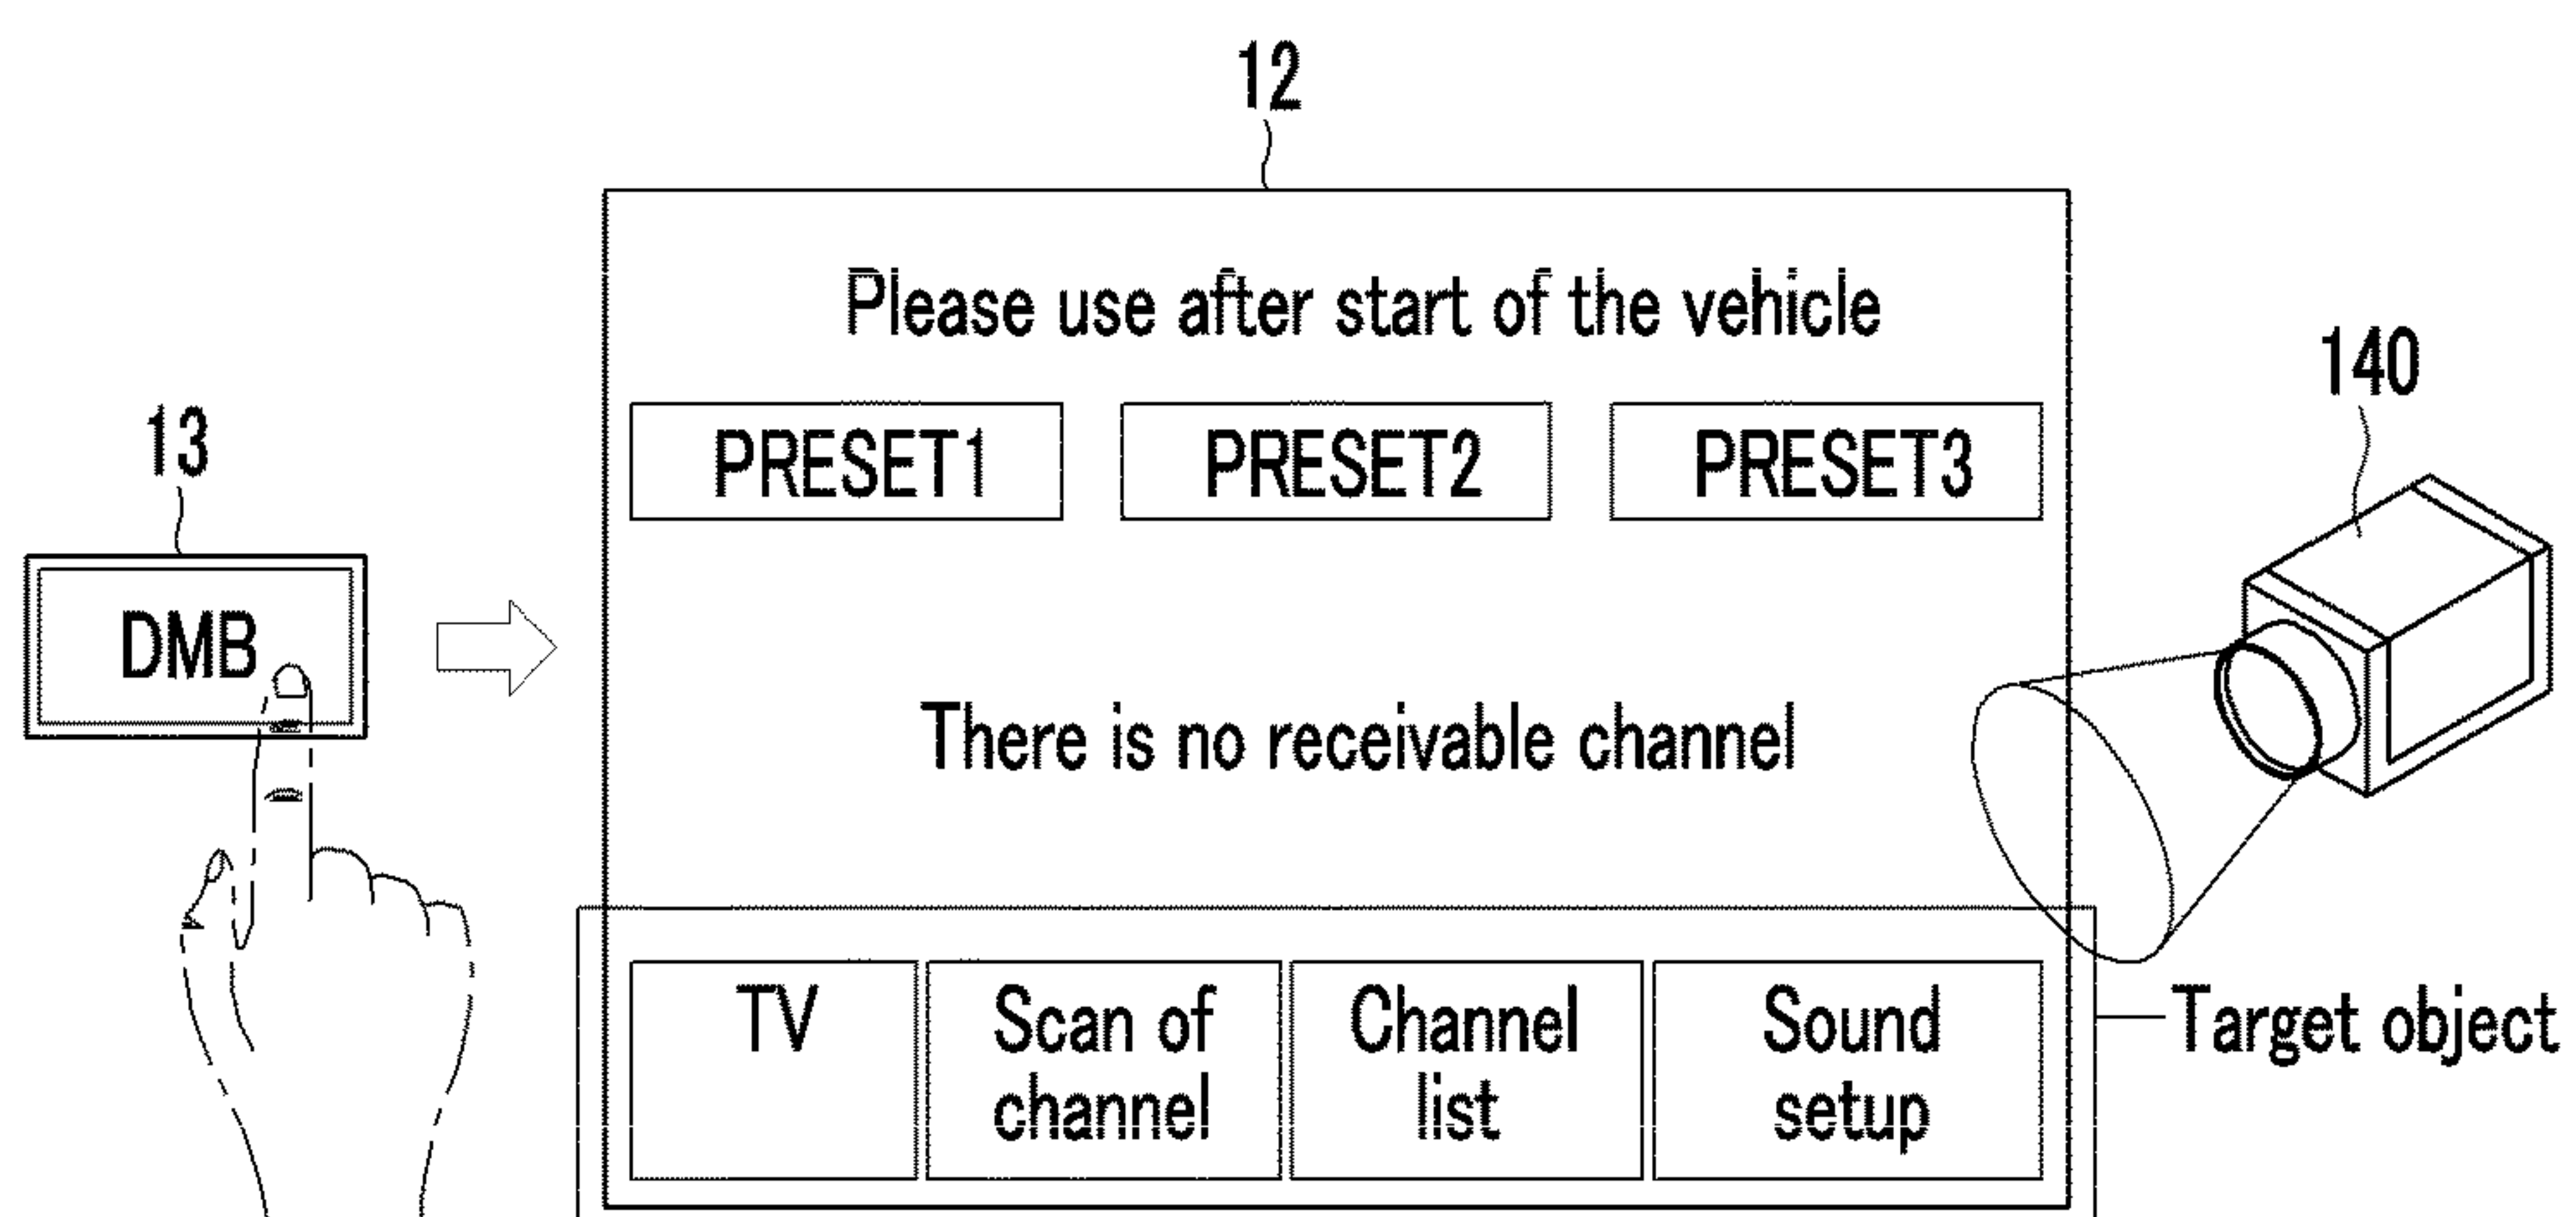 12
Please use after start of the vehicle
140
13
PRESET1 PRESET2 PRESET3
DMB
There is no receivable channel
TV
Scan of
channel
Channel
list
Sound
setup
Target object